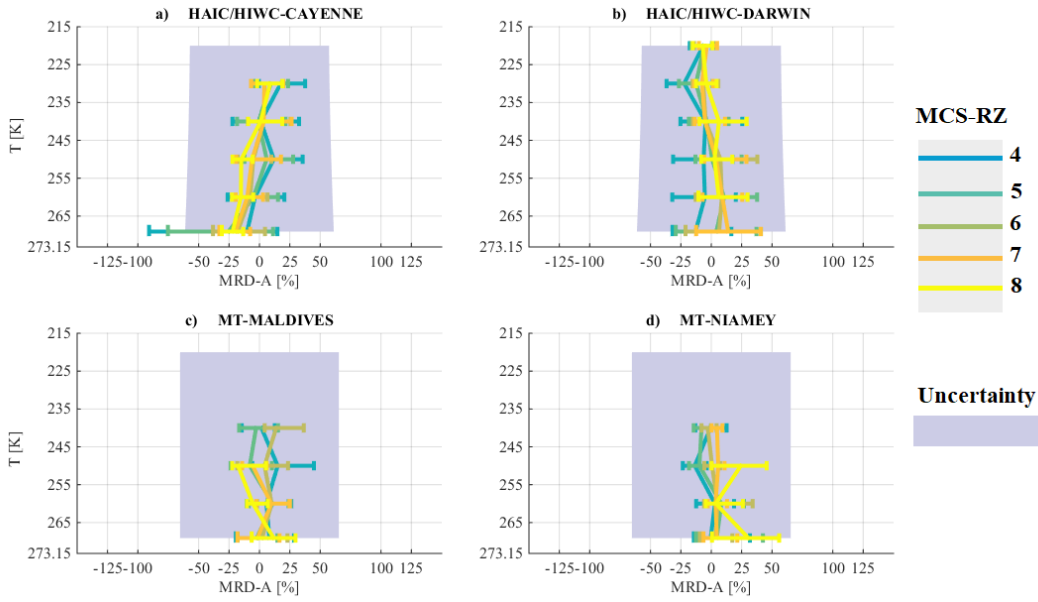 a) HAIC/HIWC-CAYENNE
215
225
235
245
255
265
273.15
T [K]
-125-100 -50 -25 0 25 50 100 125
MRD-A [%]
b) HAIC/HIWC-DARWIN
215
225
235
245
255
265
273.15
-125-100 -50 -25 0 25 50 100 125
MRD-A [%]
MCS-RZ
4
5
6
7
8
c) MT-MALDIVES
215
225
235
245
255
265
273.15
T [K]
-125-100 -50 -25 0 25 50 100 125
MRD-A [%]
d) MT-NIAMEY
215
225
235
245
255
265
273.15
-125-100 -50 -25 0 25 50 100 125
MRD-A [%]
Uncertainty